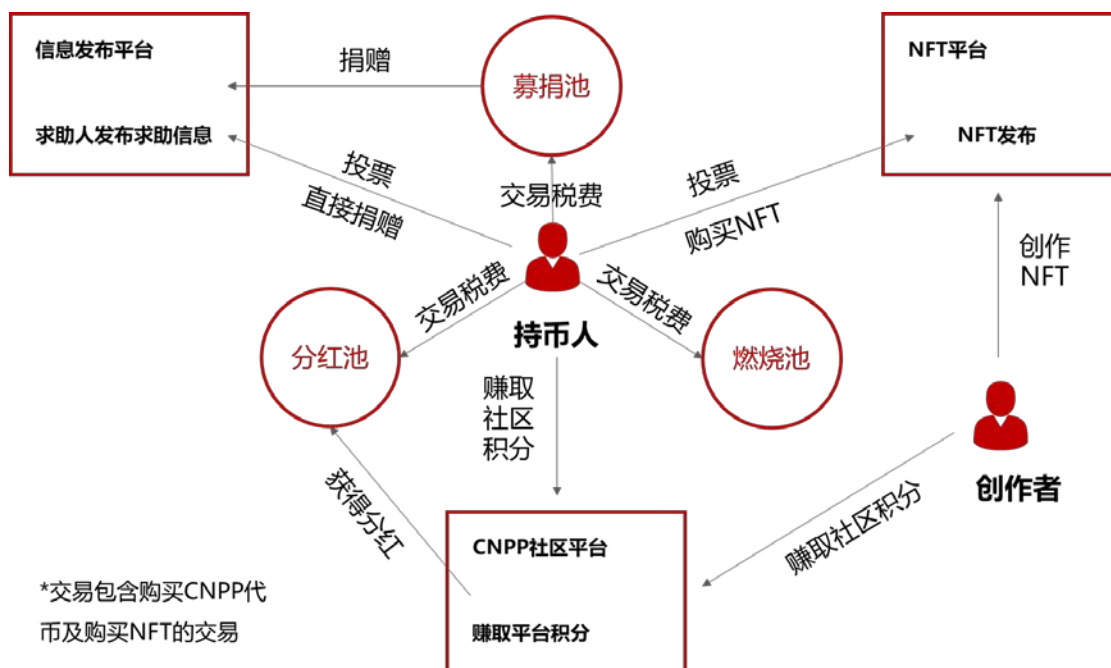 信息发布平台
求助人发布求助信息
捐赠
募捐池
NFT平台
NFT发布
投票
直接捐赠
交易税费
投票
购买NFT
创作
NFT
交易税费
交易税费
持币人
分红池
燃烧池
赚取
社区
积分
创作者
获得分红
赚取社区积分
CNPP社区平台
赚取平台积分
*交易包含购买CNPP代
币及购买NFT的交易